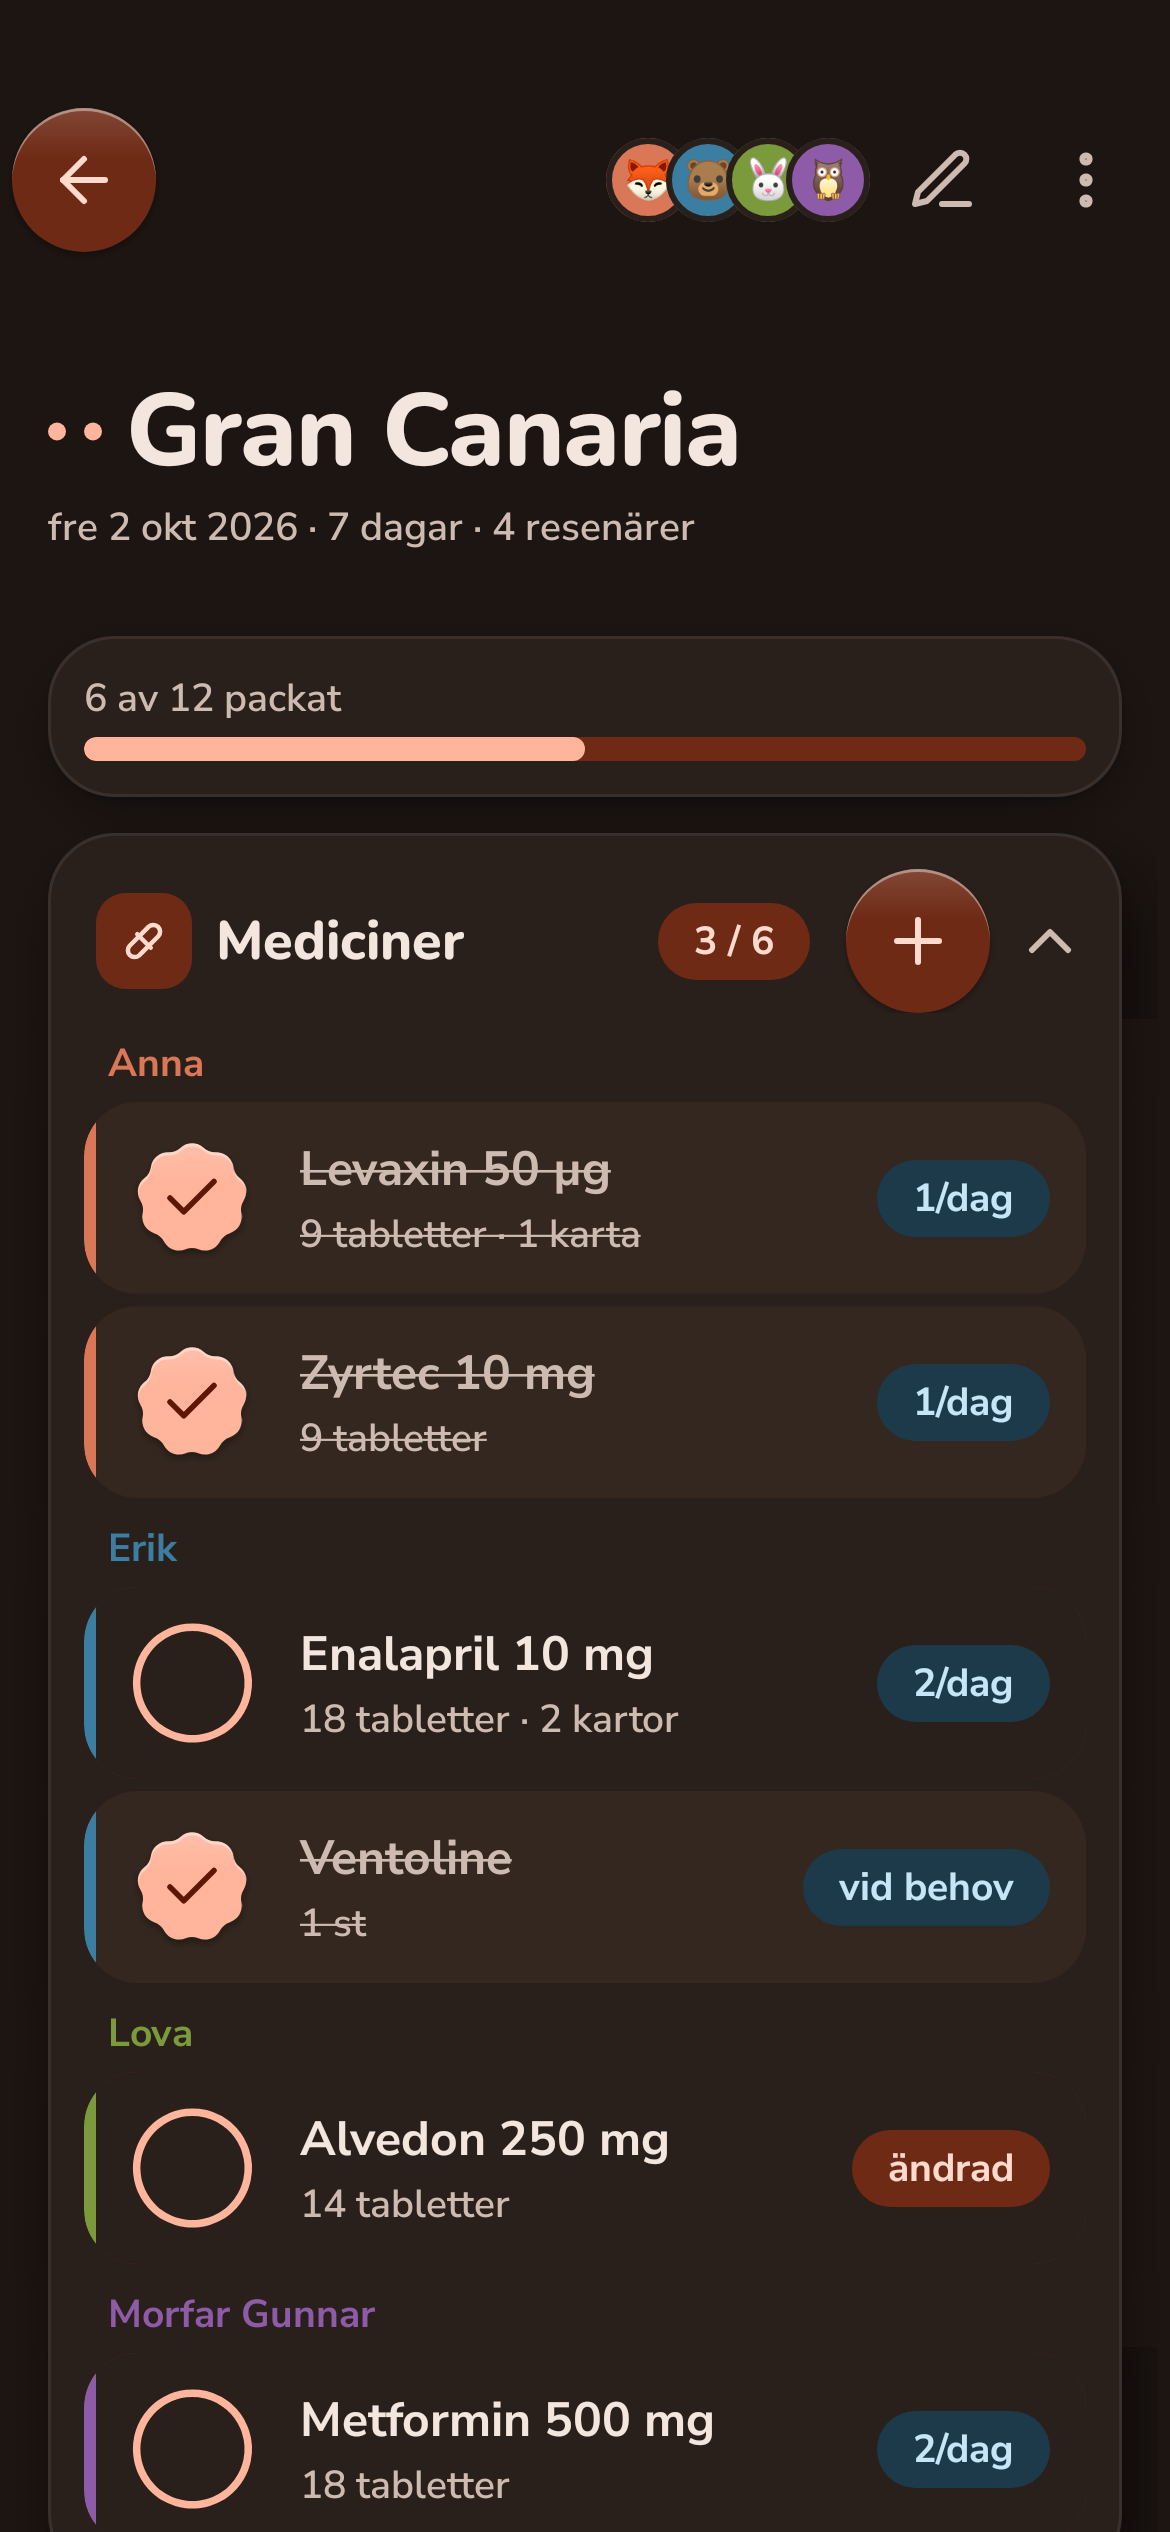 Gran Canaria
fre 2 okt 2026 · 7 dagar · 4 resenärer
6 av 12 packat
Mediciner
3 / 6
Anna
Levaxin 50 µg
9 tabletter · 1 karta
1/dag
Zyrtec 10 mg
9 tabletter
1/dag
Erik
Enalapril 10 mg
18 tabletter · 2 kartor
2/dag
Ventoline
1 st
vid behov
Lova
Alvedon 250 mg
14 tabletter
ändrad
Morfar Gunnar
Metformin 500 mg
18 tabletter
2/dag